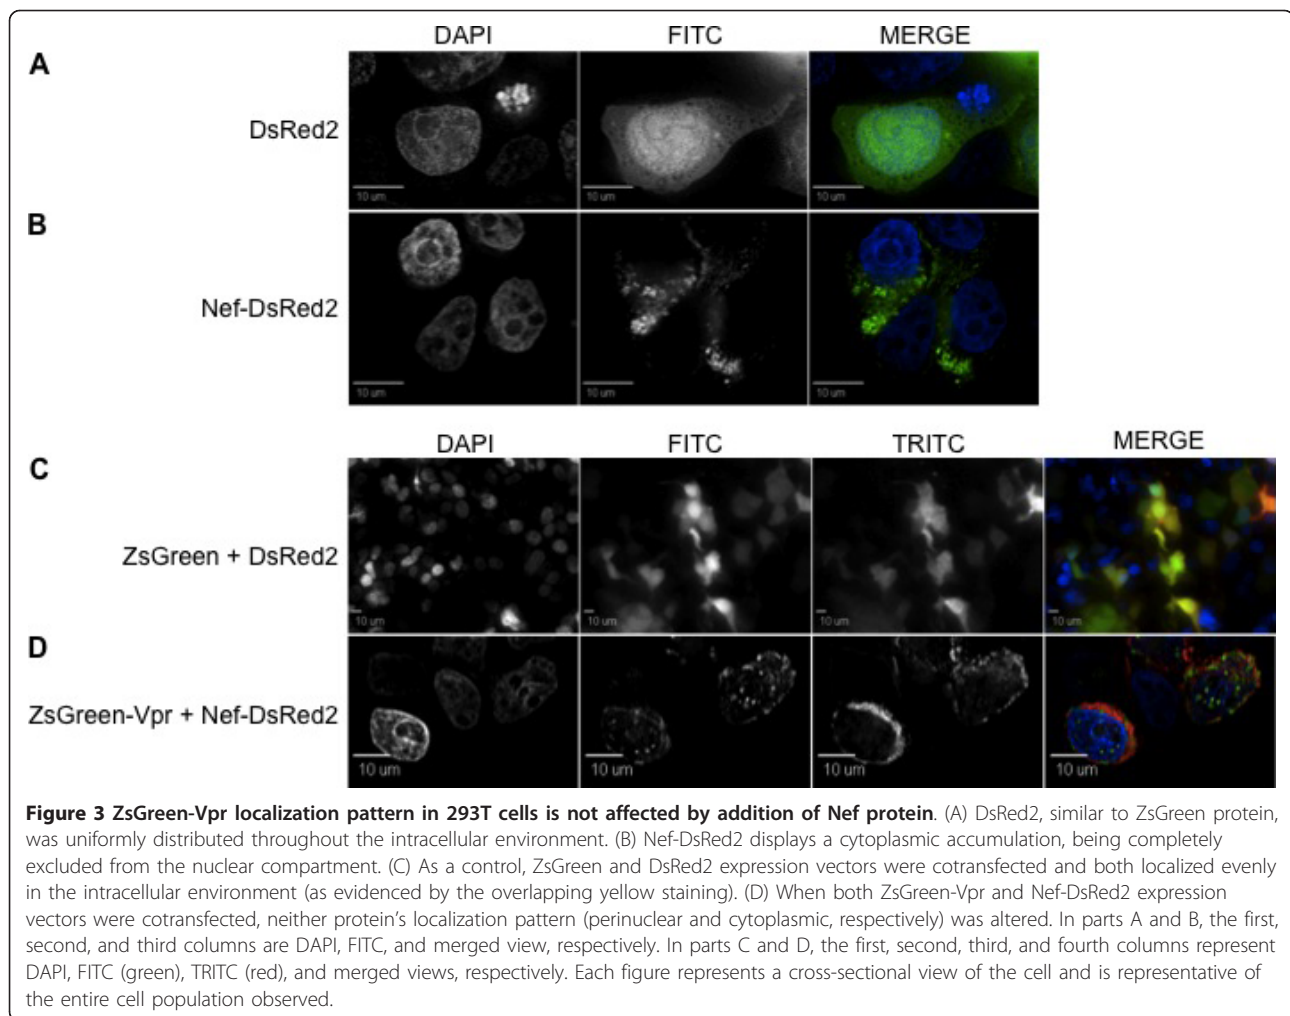 DAPI FITC MERGE
A
DsRed2
10 um 10 um 10 um
B
Nef-DsRed2
10 um 10 um 10 um
DAPI FITC TRITC MERGE
C
ZsGreen + DsRed2
10 um 10 um 10 um 10 um
D
ZsGreen-Vpr + Nef-DsRed2
10 um 10 um 10 um 10 um
Figure 3 ZsGreen-Vpr localization pattern in 293T cells is not affected by addition of Nef protein. (A) DsRed2, similar to ZsGreen protein,
was uniformly distributed throughout the intracellular environment. (B) Nef-DsRed2 displays a cytoplasmic accumulation, being completely
excluded from the nuclear compartment. (C) As a control, ZsGreen and DsRed2 expression vectors were cotransfected and both localized evenly
in the intracellular environment (as evidenced by the overlapping yellow staining). (D) When both ZsGreen-Vpr and Nef-DsRed2 expression
vectors were cotransfected, neither protein's localization pattern (perinuclear and cytoplasmic, respectively) was altered. In parts A and B, the first,
second, and third columns are DAPI, FITC, and merged view, respectively. In parts C and D, the first, second, third, and fourth columns represent
DAPI, FITC (green), TRITC (red), and merged views, respectively. Each figure represents a cross-sectional view of the cell and is representative of
the entire cell population observed.